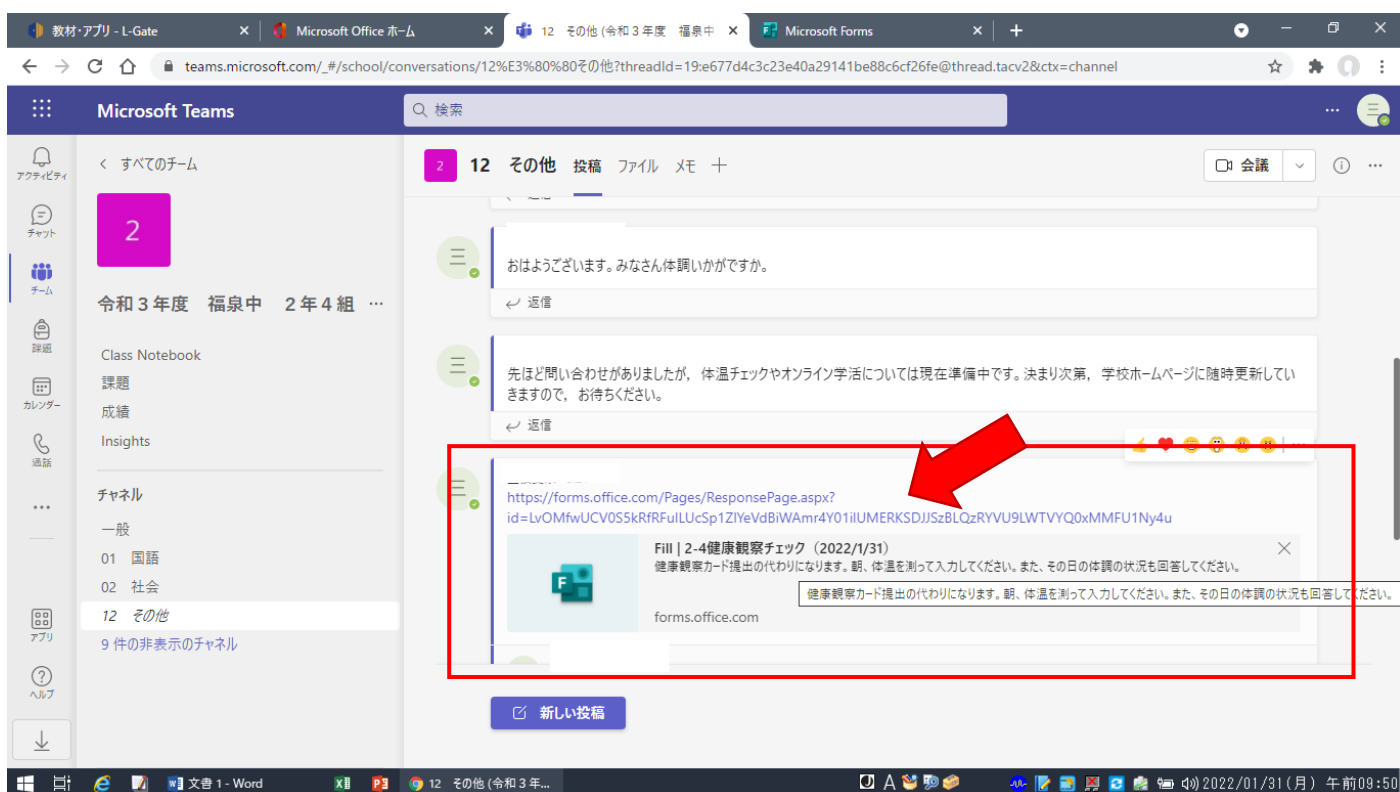 教材・アプリ - L-Gate
Microsoft Office ホーム
12 その他 (令和３年度 福泉中
Microsoft Forms
teams.microsoft.com/_#/school/conversations/12%E3%80%80その他?threadId=19:e677d4c3c23e40a29141be88c6cf26fe@thread.tacv2&ctx=channel
Microsoft Teams
検索
アクティビティ
チャット
チーム
課題
カレンダー
通話
アプリ
ヘルプ
すべてのチーム
2
令和３年度 福泉中 ２年４組 …
Class Notebook
課題
成績
Insights
チャネル
一般
01 国語
02 社会
12 その他
9 件の非表示のチャネル
2 12 その他 投稿 ファイル メモ
会議
三
おはようございます。みなさん体調いかがですか。
返信
三
先ほど問い合わせがありましたが，体温チェックやオンライン学活については現在準備中です。決まり次第，学校ホームページに随時更新してい
きますので，お待ちください。
返信
三
https://forms.office.com/Pages/ResponsePage.aspx?
id=LvOMfwUCV0S5kRfRFuILUcSp1ZIYeVdBiWAmr4Y01ilUMERKSDJJSzBLQzRYVU9LWTVYQ0xMMFU1Ny4u
Fill | 2-4健康観察チェック（2022/1/31）
健康観察カード提出の代わりになります。朝、体温を測って入力してください。また、その日の体調の状況も回答してください。
健康観察カード提出の代わりになります。朝、体温を測って入力してください。また、その日の体調の状況も回答してください。
forms.office.com
新しい投稿
文書 1 - Word
12 その他 (令和３年...
A
2022/01/31(月) 午前09:50